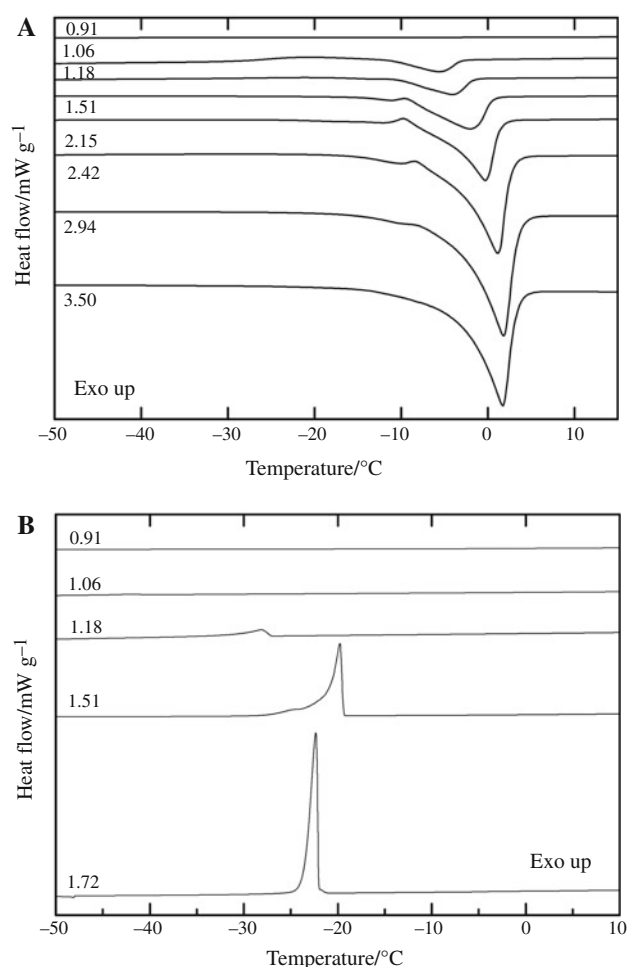 A
0.91
1.06
1.18
1.51
2.15
2.42
2.94
3.50
Heat flow/mW g⁻¹
Exo up
–50 –40 –30 –20 –10 0 10
Temperature/°C
B
0.91
1.06
1.18
1.51
1.72
Heat flow/mW g⁻¹
Exo up
–50 –40 –30 –20 –10 0 10
Temperature/°C